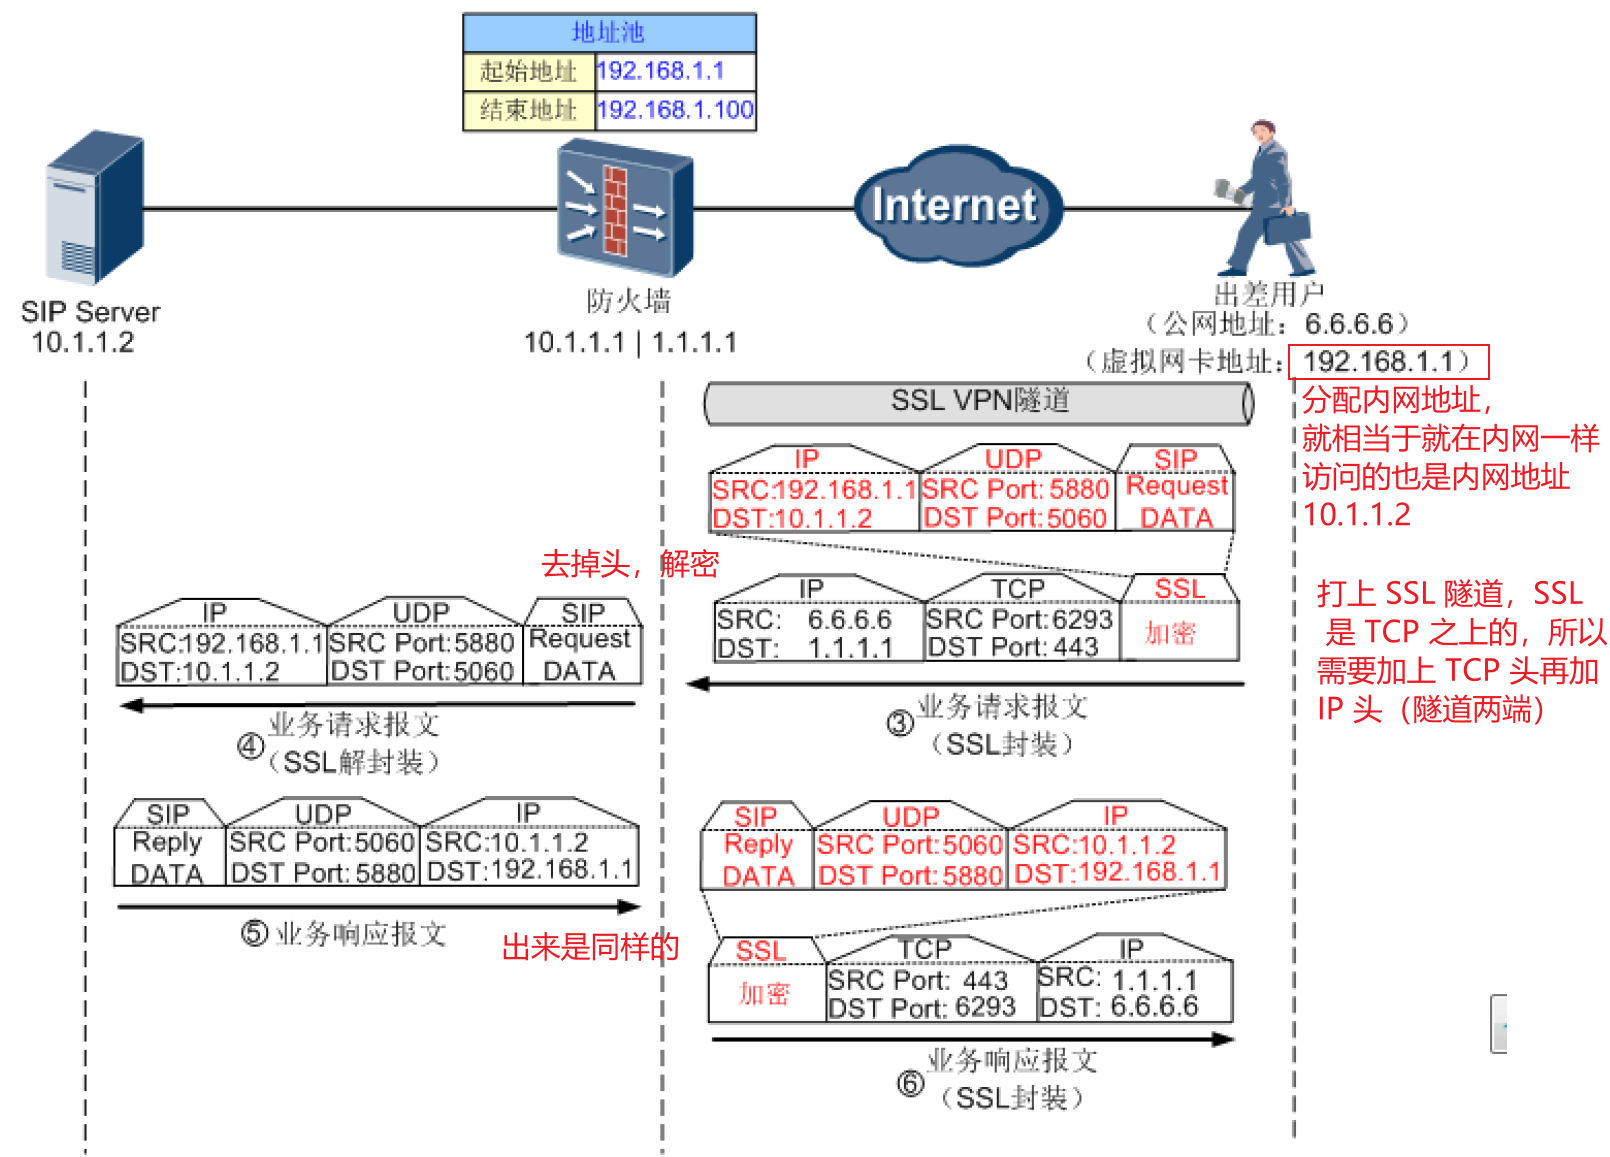 地址池
起始地址 192.168.1.1
结束地址 192.168.1.100
Internet
SIP Server
10.1.1.2
防火墙
10.1.1.1 | 1.1.1.1
出差用户
（公网地址：6.6.6.6）
（虚拟网卡地址：192.168.1.1）
SSL VPN隧道
分配内网地址，
就相当于就在内网一样
访问的也是内网地址
10.1.1.2
IP UDP SIP
SRC:192.168.1.1 SRC Port: 5880 Request
DST:10.1.1.2 DST Port: 5060 DATA
去掉头，解密
IP TCP SSL
SRC: 6.6.6.6 SRC Port: 6293 加密
DST: 1.1.1.1 DST Port: 443
打上 SSL 隧道，SSL
是 TCP 之上的，所以
需要加上 TCP 头再加
IP 头（隧道两端）
③业务请求报文
（SSL封装）
IP UDP SIP
SRC:192.168.1.1 SRC Port: 5880 Request
DST:10.1.1.2 DST Port: 5060 DATA
④业务请求报文
（SSL解封装）
SIP UDP IP
Reply SRC Port: 5060 SRC:10.1.1.2
DATA DST Port: 5880 DST:192.168.1.1
⑤业务响应报文
出来是同样的
SIP UDP IP
Reply SRC Port: 5060 SRC:10.1.1.2
DATA DST Port: 5880 DST:192.168.1.1
SSL TCP IP
加密 SRC Port: 443 SRC: 1.1.1.1
DST Port: 6293 DST: 6.6.6.6
⑥业务响应报文
（SSL封装）